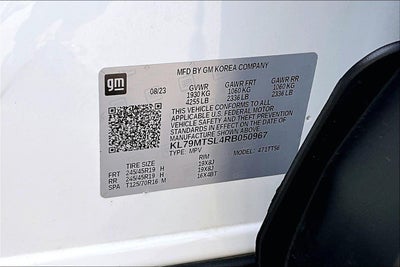 gm
MFD BY GM KOREA COMPANY
08/23 GVWR GAWR FRT GAWR RR
1930 KG 1060 KG 1060 KG
4255 LB 2336 LB 2336 LB
THIS VEHICLE CONFORMS TO ALL
APPLICABLE U.S. FEDERAL MOTOR
VEHICLE SAFETY AND THEFT PREVENTION
STANDARDS IN EFFECT ON THE DATE OF
MANUFACTURE SHOWN ABOVE.
KL79MTSL4RB050967
TYPE: MPV MODEL: 4TT56
TIRE SIZE RIM
FRT 245/45R19 H 19X8J
RR 245/45R19 H 19X8J
SPA T125/70R16 M 16X4BT